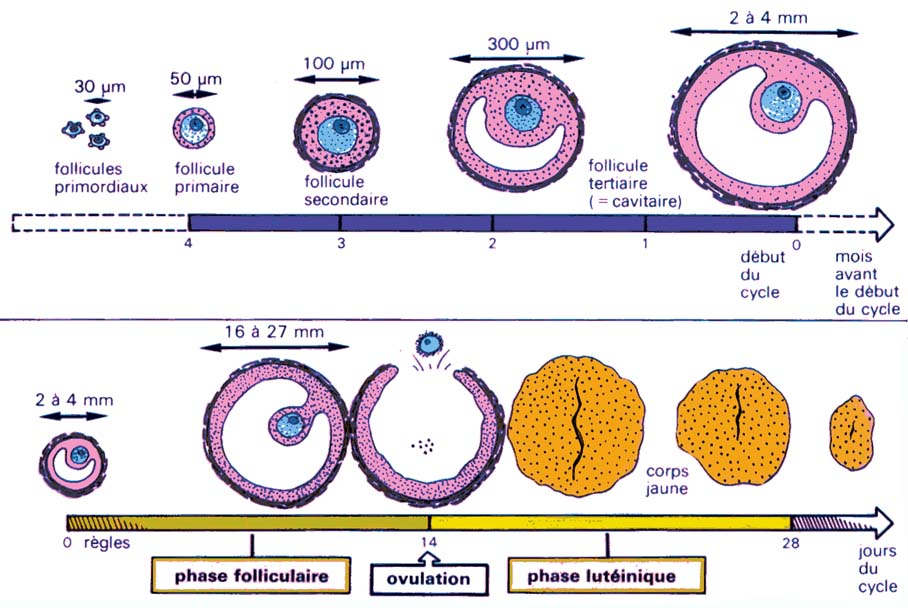 30 µm
50 µm
100 µm
300 µm
2 à 4 mm
follicules
primordiaux
follicule
primaire
follicule
secondaire
follicule
tertiaire
( = cavitaire)
4
3
2
1
0
début
du
cycle
mois
avant
le début
du cycle
2 à 4 mm
16 à 27 mm
corps
jaune
0 règles
14
28
jours
du
cycle
phase folliculaire
ovulation
phase lutéinique